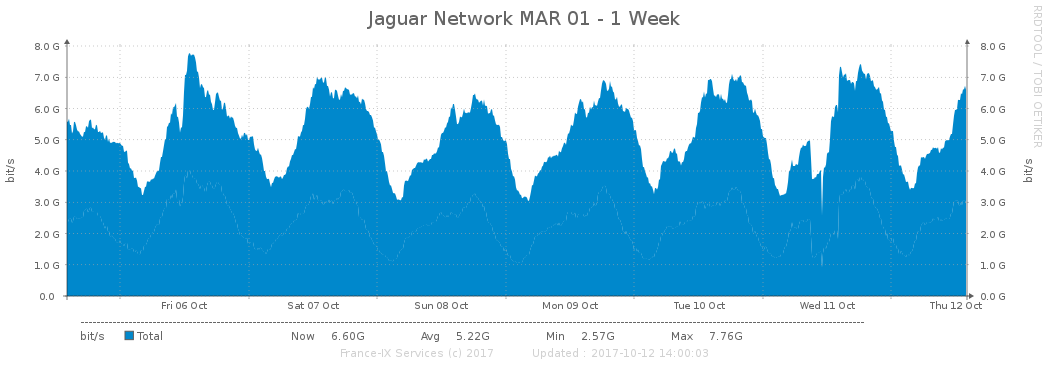 Jaguar Network MAR 01 - 1 Week
RRDTOOL / TOBI OETIKER
bit/s
8.0 G 8.0 G
7.0 G 7.0 G
6.0 G 6.0 G
5.0 G 5.0 G
4.0 G 4.0 G
3.0 G 3.0 G
2.0 G 2.0 G
1.0 G 1.0 G
0.0 0.0 G
bit/s
Fri 06 Oct Sat 07 Oct Sun 08 Oct Mon 09 Oct Tue 10 Oct Wed 11 Oct Thu 12 Oct
bit/s Total Now 6.60G Avg 5.22G Min 2.57G Max 7.76G
France-IX Services (c) 2017 Updated : 2017-10-12 14:00:03